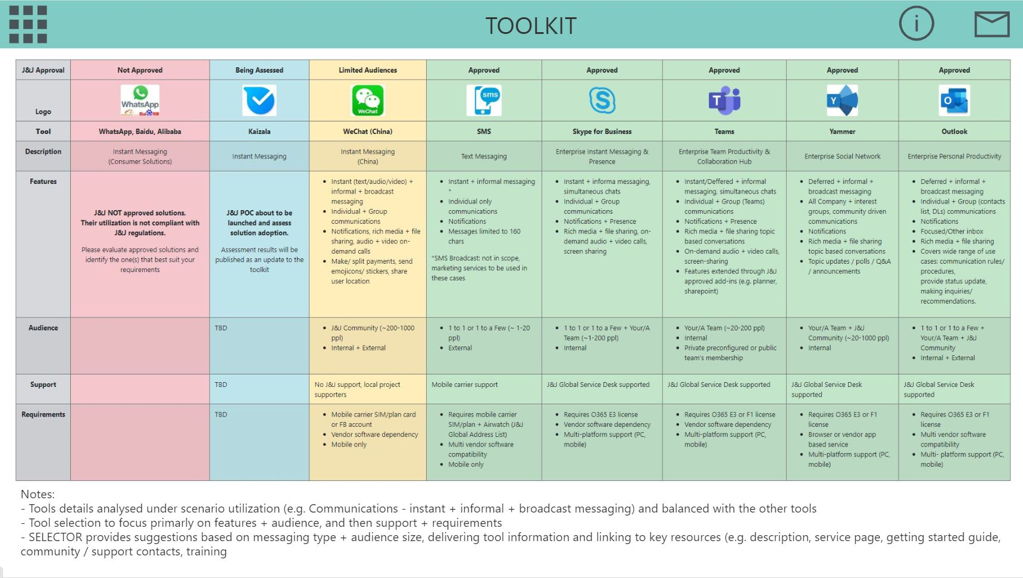 TOOLKIT
J&J Approval
Not Approved
Being Assessed
Limited Audiences
Approved
Approved
Approved
Approved
Approved
Logo
WhatsApp
sms
WeChat
Tool
WhatsApp, Baidu, Alibaba
Kaizala
WeChat (China)
SMS
Skype for Business
Teams
Yammer
Outlook
Description
Instant Messaging
(Consumer Solutions)
Instant Messaging
Instant Messaging
(China)
Text Messaging
Enterprise Instant Messaging &
Presence
Enterprise Team Productivity &
Collaboration Hub
Enterprise Social Network
Enterprise Personal Productivity
Features
J&J NOT approved solutions.
Their utilization is not compliant with
J&J regulations.
Please evaluate approved solutions and
identify the one(s) that best suit your
requirements
J&J POC about to be
launched and assess
solution adoption.
Assessment results will be
published as an update to the
toolkit
• Instant (text/audio/video) +
informal + broadcast
messaging
• Individual + Group
communications
• Notifications, rich media + file
sharing, audio + video on-
demand calls
• Make/ split payments, send
emojicons/ stickers, share
user location
• Instant + informal messaging
*
• Individual only
communications
• Notifications
• Messages limited to 160
chars
*SMS Broadcast: not in scope,
marketing services to be used in
these cases
• Instant + informa messaging,
simultaneous chats
• Individual + Group
communications
• Notifications + Presence
• Rich media + file sharing, on-
demand audio + video calls,
screen sharing
• Instant/Deffered + informal
messaging, simultaneous chats
• Individual + Group (Teams)
communications
• Notifications + Presence
• Rich media + file sharing topic
based conversations
• On-demand audio + video calls,
screen-sharing
• Features extended through J&J
approved add-ins (e.g. planner,
sharepoint)
• Deferred + informal +
broadcast messaging
• All Company + interest
groups, community driven
communications
• Notifications
• Rich media + file sharing
topic based conversations
• Topic updates / polls / Q&A
/ announcements
• Deferred + informal +
broadcast messaging
• Individual + Group (contacts
list, DLs) communications
• Notifications
• Focused/Other inbox
• Rich media + file sharing
• Covers wide range of use
cases: communication rules/
procedures,
provide status update,
making inquiries/
recommendations.
Audience
TBD
• J&J Community (~200-1000
ppl)
• Internal + External
• 1 to 1 or 1 to a Few (~ 1-20
ppl)
• External
• 1 to 1 or 1 to a Few + Your/A
Team (~1-200 ppl)
• Internal
• Your/A Team (~20-200 ppl)
• Internal
• Private preconfigured or public
team's membership
• Your/A Team + J&J
Community (~20-1000 ppl)
• Internal
• 1 to 1 or 1 to a Few +
Your/A Team + J&J
Community
• Internal + External
Support
TBD
No J&J support, local project
supporters
Mobile carrier support
J&J Global Service Desk supported
J&J Global Service Desk supported
J&J Global Service Desk
supported
J&J Global Service Desk
supported
Requirements
TBD
• Mobile carrier SIM/plan card
or FB account
• Vendor software dependency
• Mobile only
• Requires mobile carrier
SIM/plan + Airwatch (J&J
Global Address List)
• Multi vendor software
compatibility
• Mobile only
• Requires O365 E3 license
• Vendor software dependency
• Multi-platform support (PC,
mobile)
• Requires O365 E3 or F1 license
• Vendor software dependency
• Multi-platform support (PC,
mobile)
• Requires O365 E3 or F1
license
• Browser or vendor app
based service
• Multi-platform support (PC,
mobile)
• Requires O365 E3 or F1
license
• Multi vendor software
compatibility
• Multi- platform support (PC,
mobile)
Notes:
- Tools details analysed under scenario utilization (e.g. Communications - instant + informal + broadcast messaging) and balanced with the other tools
- Tool selection to focus primarily on features + audience, and then support + requirements
- SELECTOR provides suggestions based on messaging type + audience size, delivering tool information and linking to key resources (e.g. description, service page, getting started guide,
community / support contacts, training